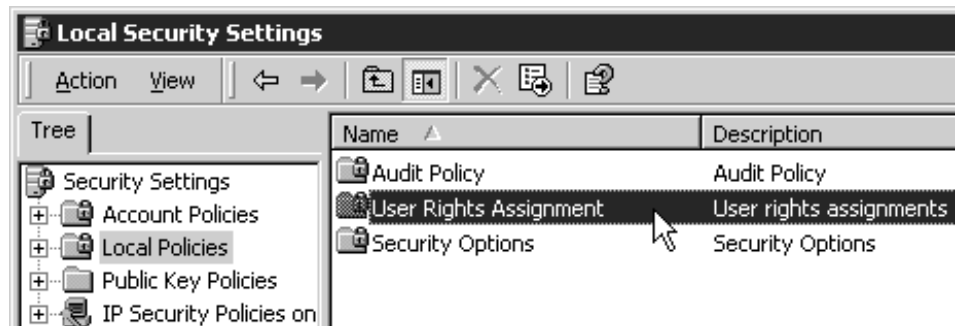 Local Security Settings
Action View
Tree
Name Description
Security Settings
Account Policies
Local Policies
Public Key Policies
IP Security Policies on
Audit Policy Audit Policy
User Rights Assignment User rights assignments
Security Options Security Options